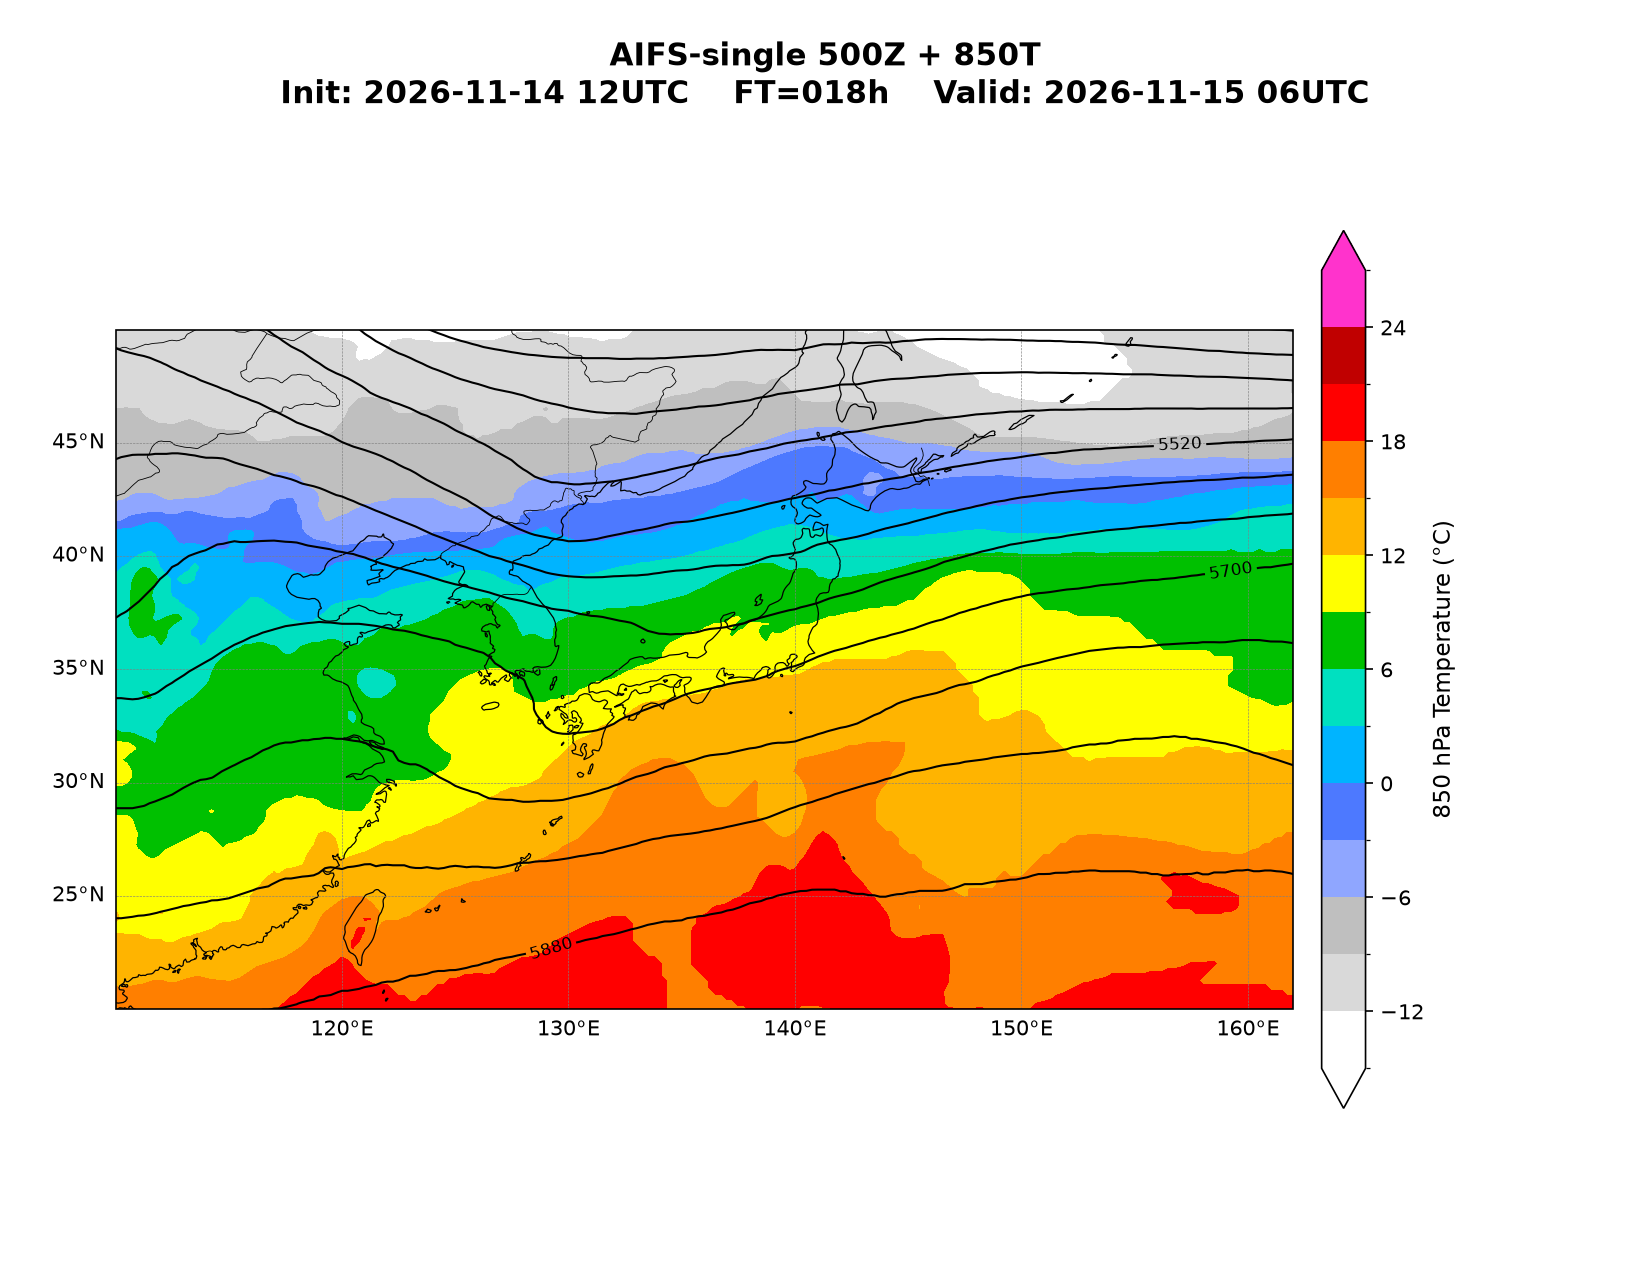 AIFS-single 500Z + 850T
Init: 2026-11-14 12UTC    FT=018h    Valid: 2026-11-15 06UTC
24
18
12
6
0
−6
−12
850 hPa Temperature (°C)
45°N
40°N
35°N
30°N
25°N
5520
5700
5880
120°E
130°E
140°E
150°E
160°E